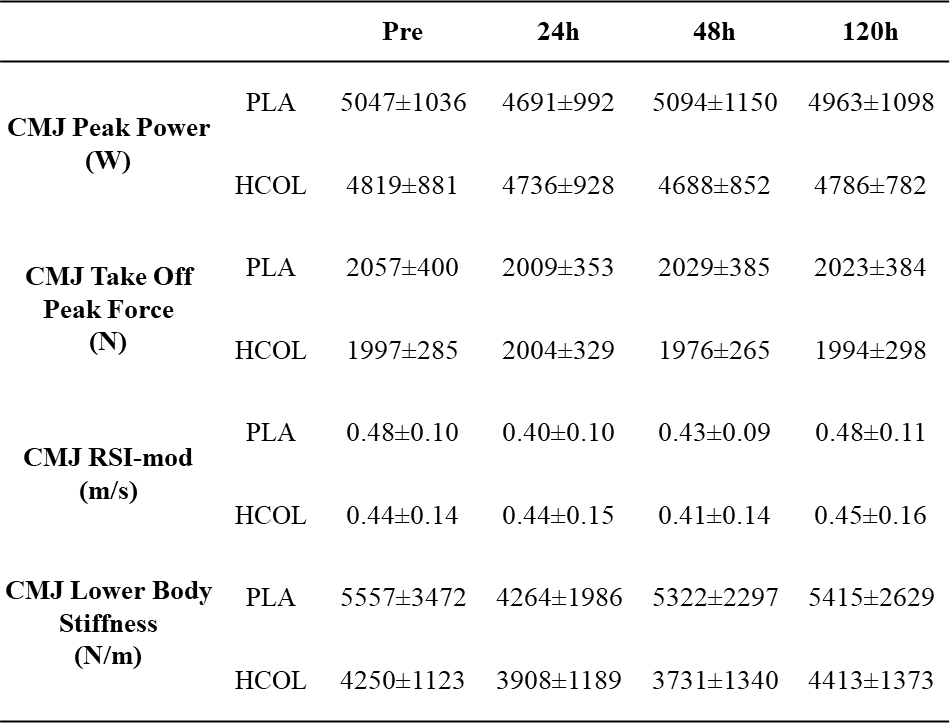 Pre 24h 48h 120h
CMJ Peak Power
(W)
PLA 5047±1036 4691±992 5094±1150 4963±1098
HCOL 4819±881 4736±928 4688±852 4786±782
CMJ Take Off
Peak Force
(N)
PLA 2057±400 2009±353 2029±385 2023±384
HCOL 1997±285 2004±329 1976±265 1994±298
CMJ RSI-mod
(m/s)
PLA 0.48±0.10 0.40±0.10 0.43±0.09 0.48±0.11
HCOL 0.44±0.14 0.44±0.15 0.41±0.14 0.45±0.16
CMJ Lower Body
Stiffness
(N/m)
PLA 5557±3472 4264±1986 5322±2297 5415±2629
HCOL 4250±1123 3908±1189 3731±1340 4413±1373